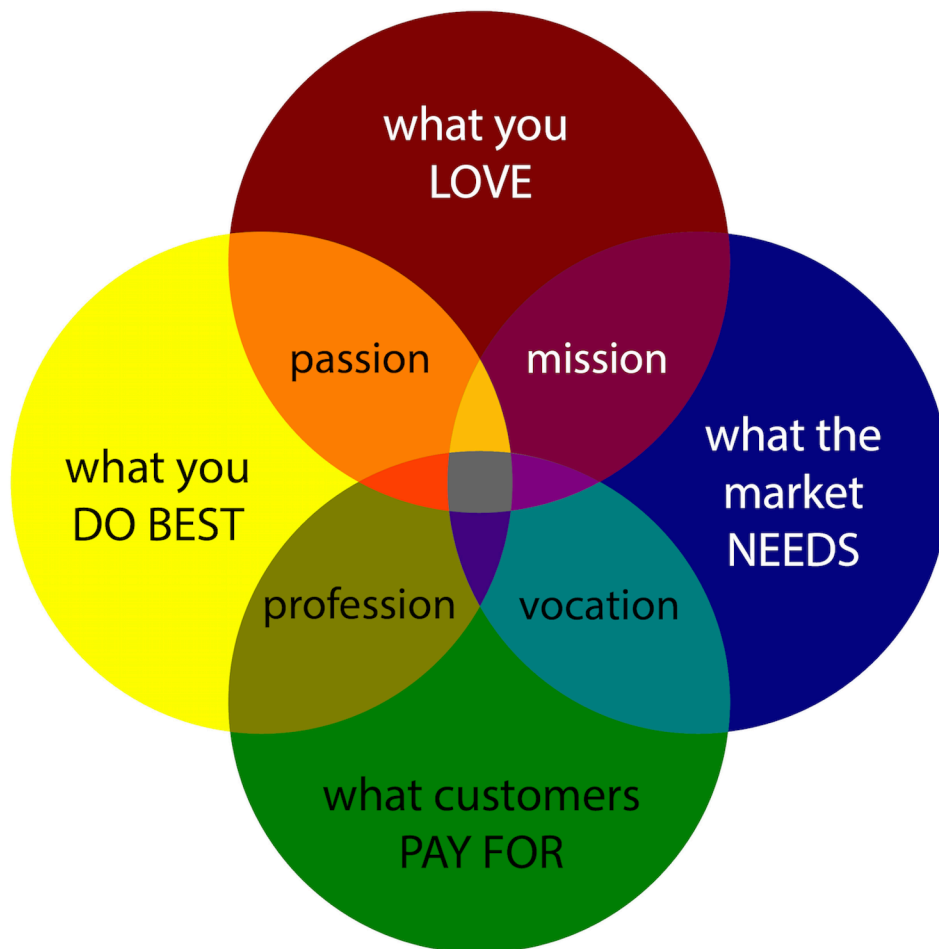 what you
LOVE
passion
mission
what you
DO BEST
what the
market
NEEDS
profession
vocation
what customers
PAY FOR